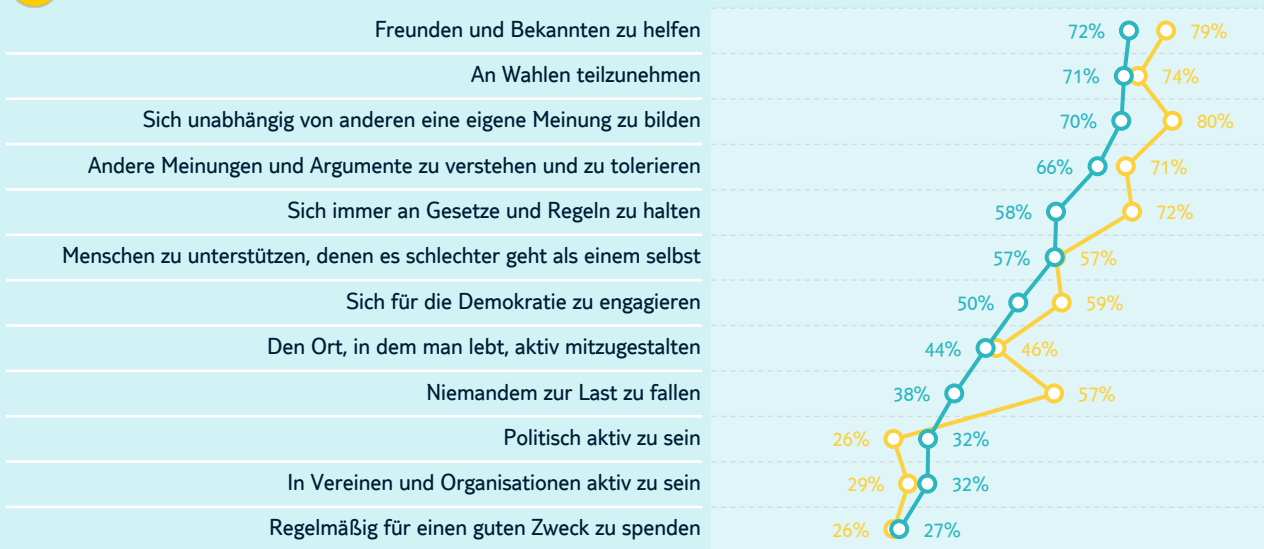 Freunden und Bekannten zu helfen 72% 79%
An Wahlen teilzunehmen 71% 74%
Sich unabhängig von anderen eine eigene Meinung zu bilden 70% 80%
Andere Meinungen und Argumente zu verstehen und zu tolerieren 66% 71%
Sich immer an Gesetze und Regeln zu halten 58% 72%
Menschen zu unterstützen, denen es schlechter geht als einem selbst 57% 57%
Sich für die Demokratie zu engagieren 50% 59%
Den Ort, in dem man lebt, aktiv mitzugestalten 44% 46%
Niemandem zur Last zu fallen 38% 57%
Politisch aktiv zu sein 26% 32%
In Vereinen und Organisationen aktiv zu sein 29% 32%
Regelmäßig für einen guten Zweck zu spenden 26% 27%